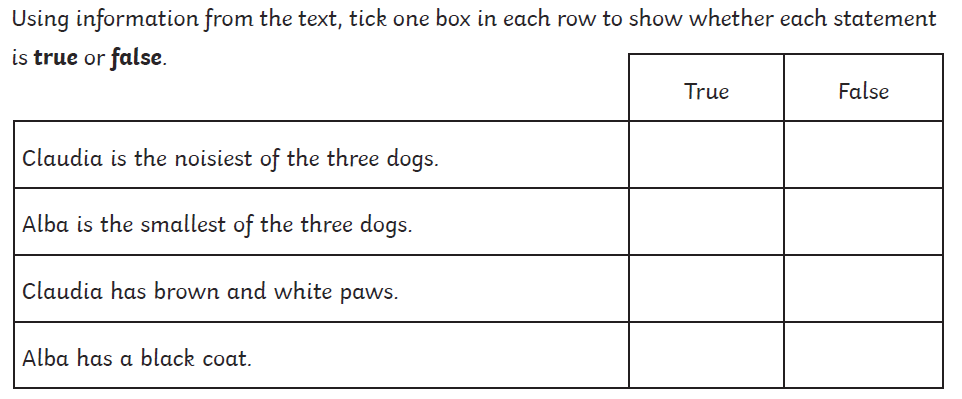 Using information from the text, tick one box in each row to show whether each statement
is true or false.
True False
Claudia is the noisiest of the three dogs.
Alba is the smallest of the three dogs.
Claudia has brown and white paws.
Alba has a black coat.